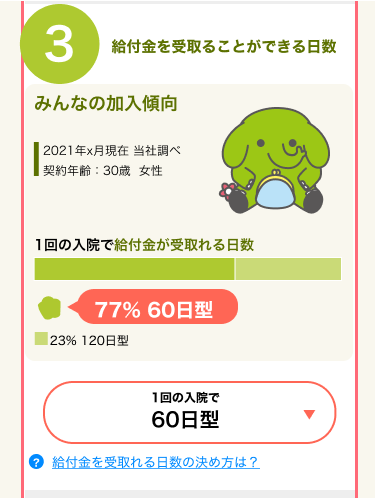 3
給付金を受取ることができる日数
みんなの加入傾向
2021年x月現在 当社調べ
契約年齢：30歳 女性
1回の入院で給付金が受取れる日数
77% 60日型
23% 120日型
1回の入院で
60日型
▼
? 給付金を受取れる日数の決め方は？